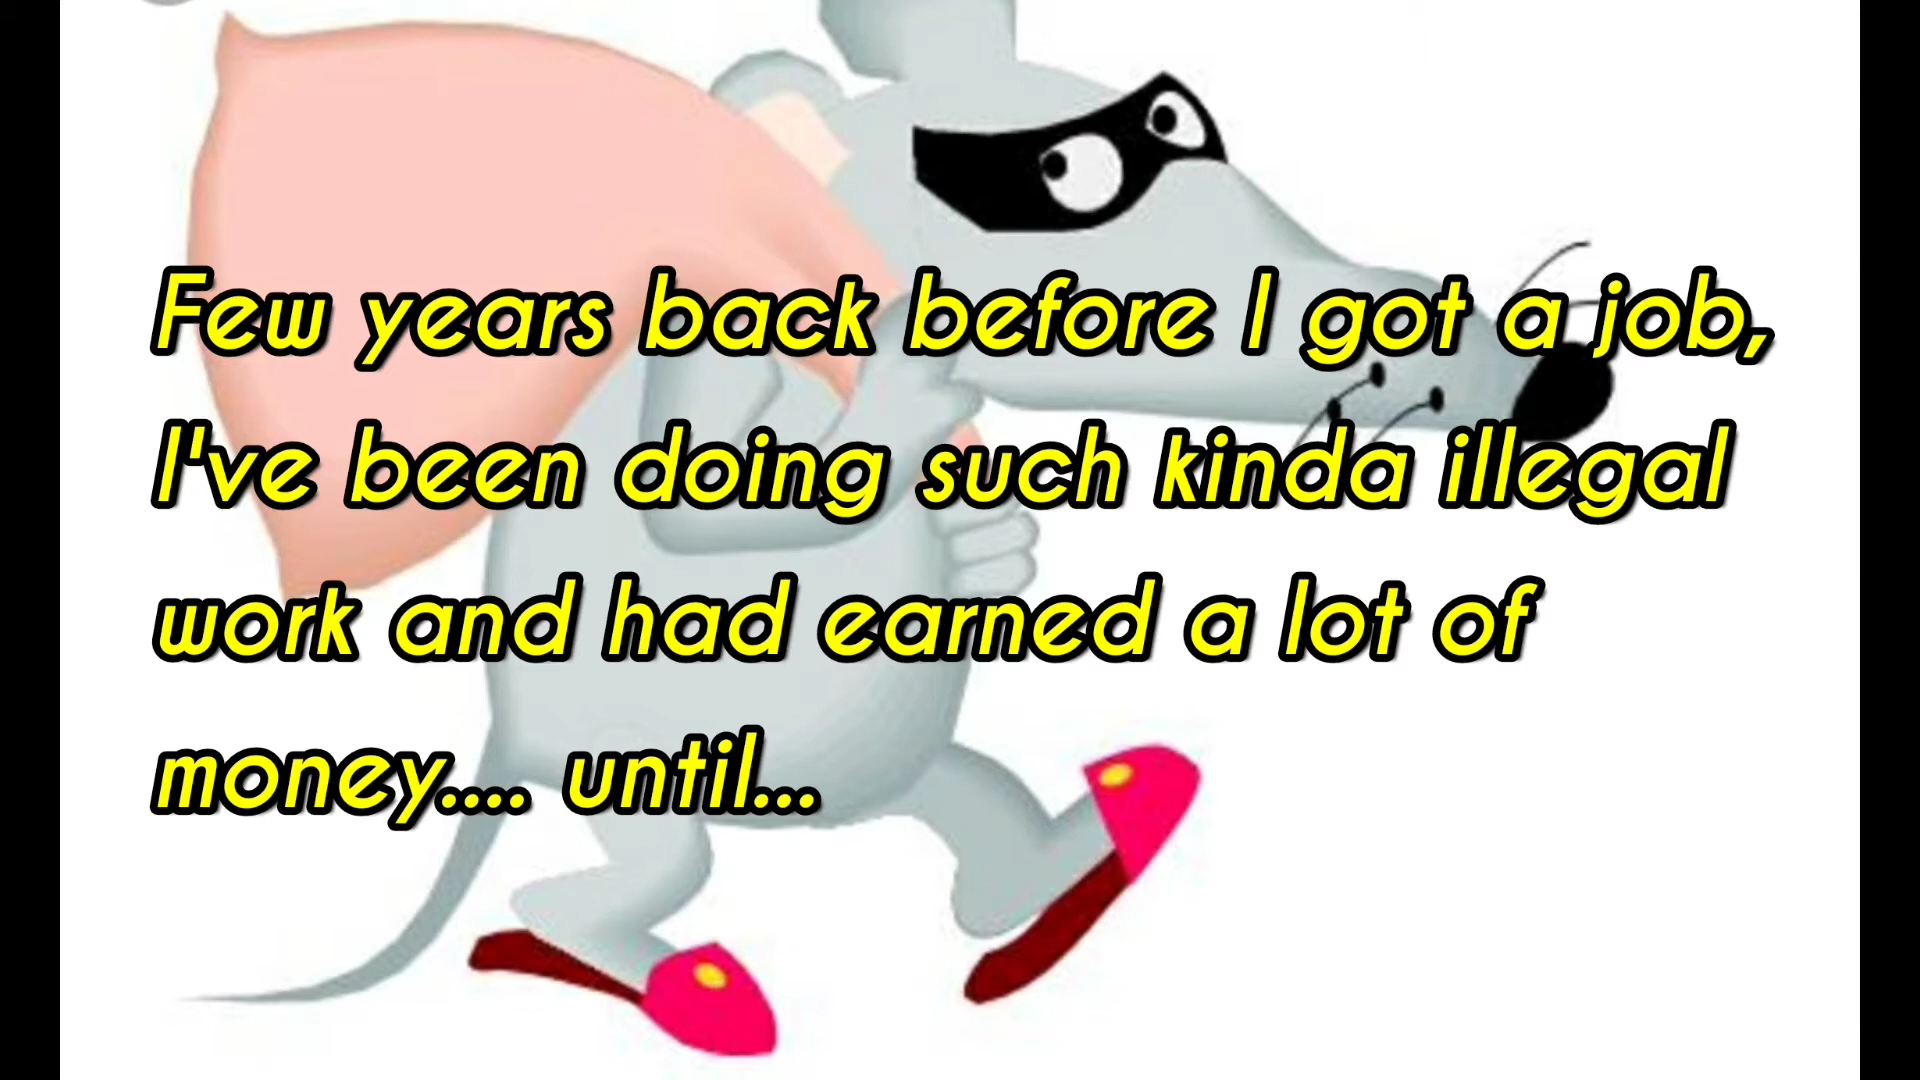 Few years back before I got a job,
I've been doing such kinda illegal
work and had earned a lot of
money.... until...